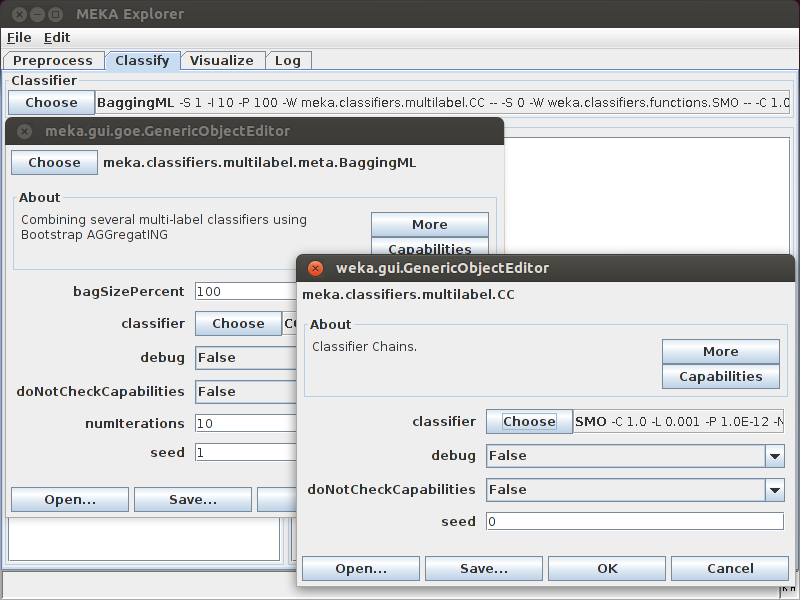 MEKA Explorer
File Edit
Preprocess Classify Visualize Log
Classifier
Choose BaggingML -S 1 -I 10 -P 100 -W meka.classifiers.multilabel.CC -- -S 0 -W weka.classifiers.functions.SMO -- -C 1.0
meka.gui.goe.GenericObjectEditor
Choose meka.classifiers.multilabel.meta.BaggingML
About
Combining several multi-label classifiers using
Bootstrap AGGregatING
More
Capabilities
bagSizePercent 100
classifier Choose
debug False
doNotCheckCapabilities False
numIterations 10
seed 1
Open... Save...
weka.gui.GenericObjectEditor
meka.classifiers.multilabel.CC
About
Classifier Chains.
More
Capabilities
classifier Choose SMO -C 1.0 -L 0.001 -P 1.0E-12 -N
debug False
doNotCheckCapabilities False
seed 0
Open... Save... OK Cancel